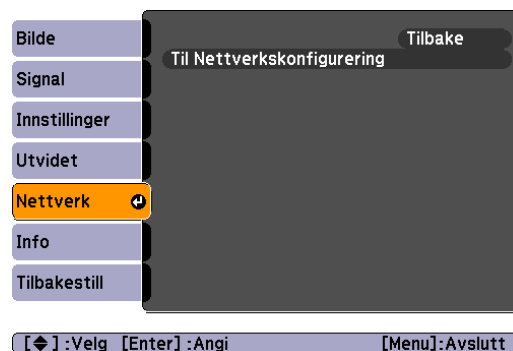 Bilde
Signal
Innstillinger
Utvidet
Nettverk
Info
Tilbakestill
Tilbake
Til Nettverkskonfigurering
[◆]:Velg [Enter]:Angi [Menu]:Avslutt